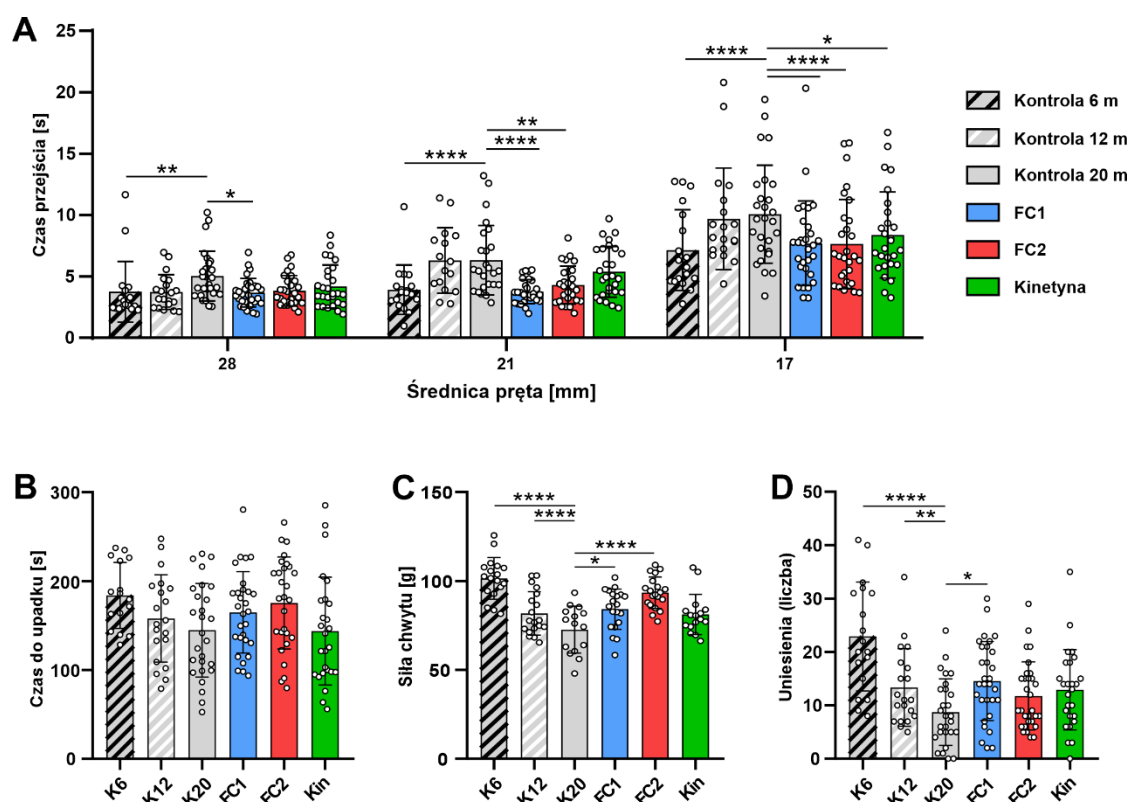 A
Czas przejścia [s]
25
20
15
10
5
0
**
*
****
**
****
****
*
****
28
21
17
Średnica pręta [mm]
Kontrola 6 m
Kontrola 12 m
Kontrola 20 m
FC1
FC2
Kinetyna
B
Czas do upadku [s]
300
200
100
0
K6
K12
K20
FC1
FC2
Kin
C
Siła chwytu [g]
150
100
50
0
****
****
****
*
K6
K12
K20
FC1
FC2
Kin
D
Uniesienia (liczba)
50
40
30
20
10
0
****
**
*
K6
K12
K20
FC1
FC2
Kin